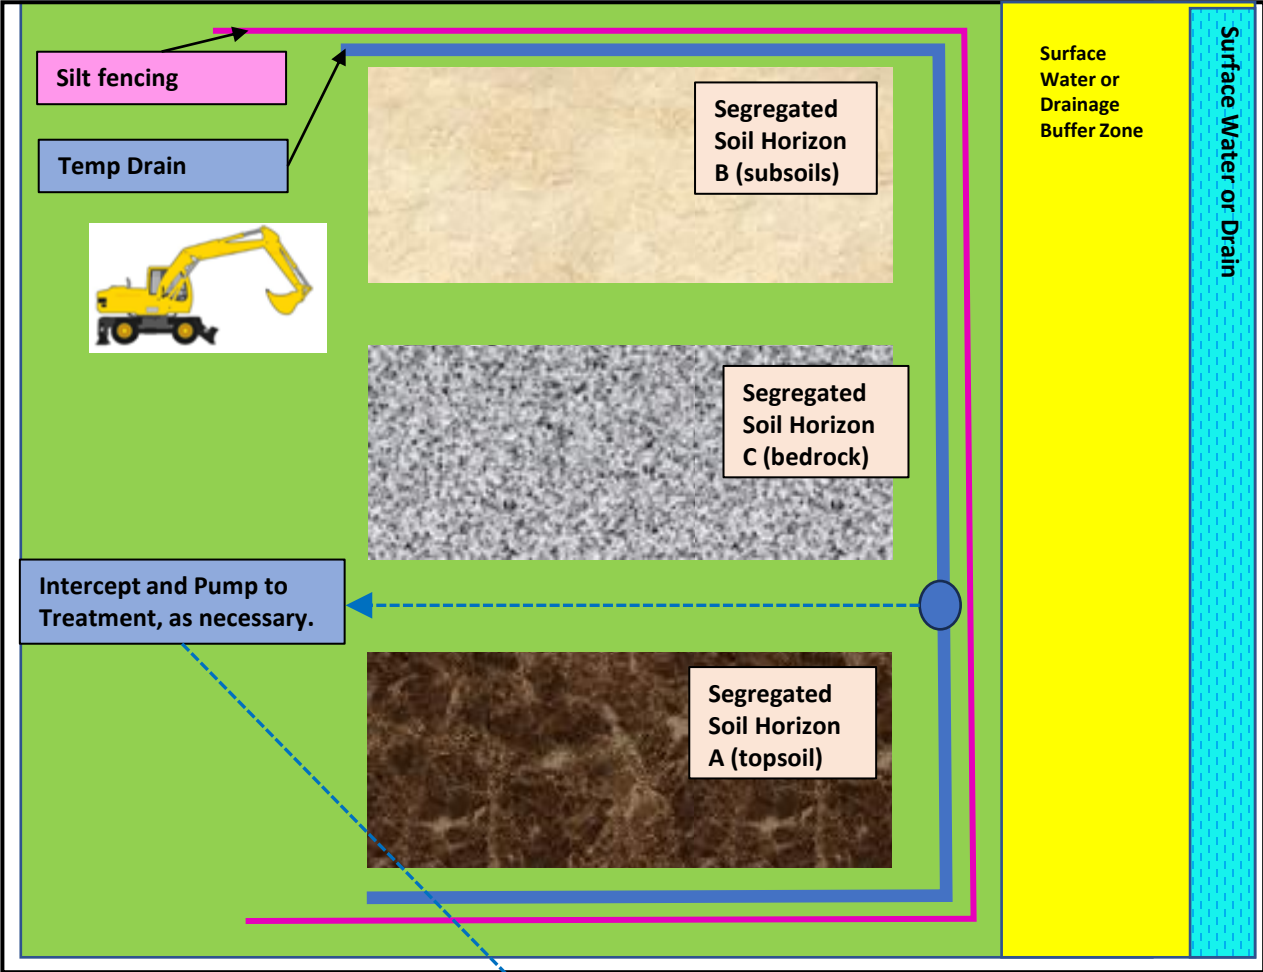 Silt fencing
Temp Drain
Segregated
Soil Horizon
B (subsoils)
Surface
Water or
Drainage
Buffer Zone
Surface Water or Drain
Segregated
Soil Horizon
C (bedrock)
Intercept and Pump to
Treatment, as necessary.
Segregated
Soil Horizon
A (topsoil)